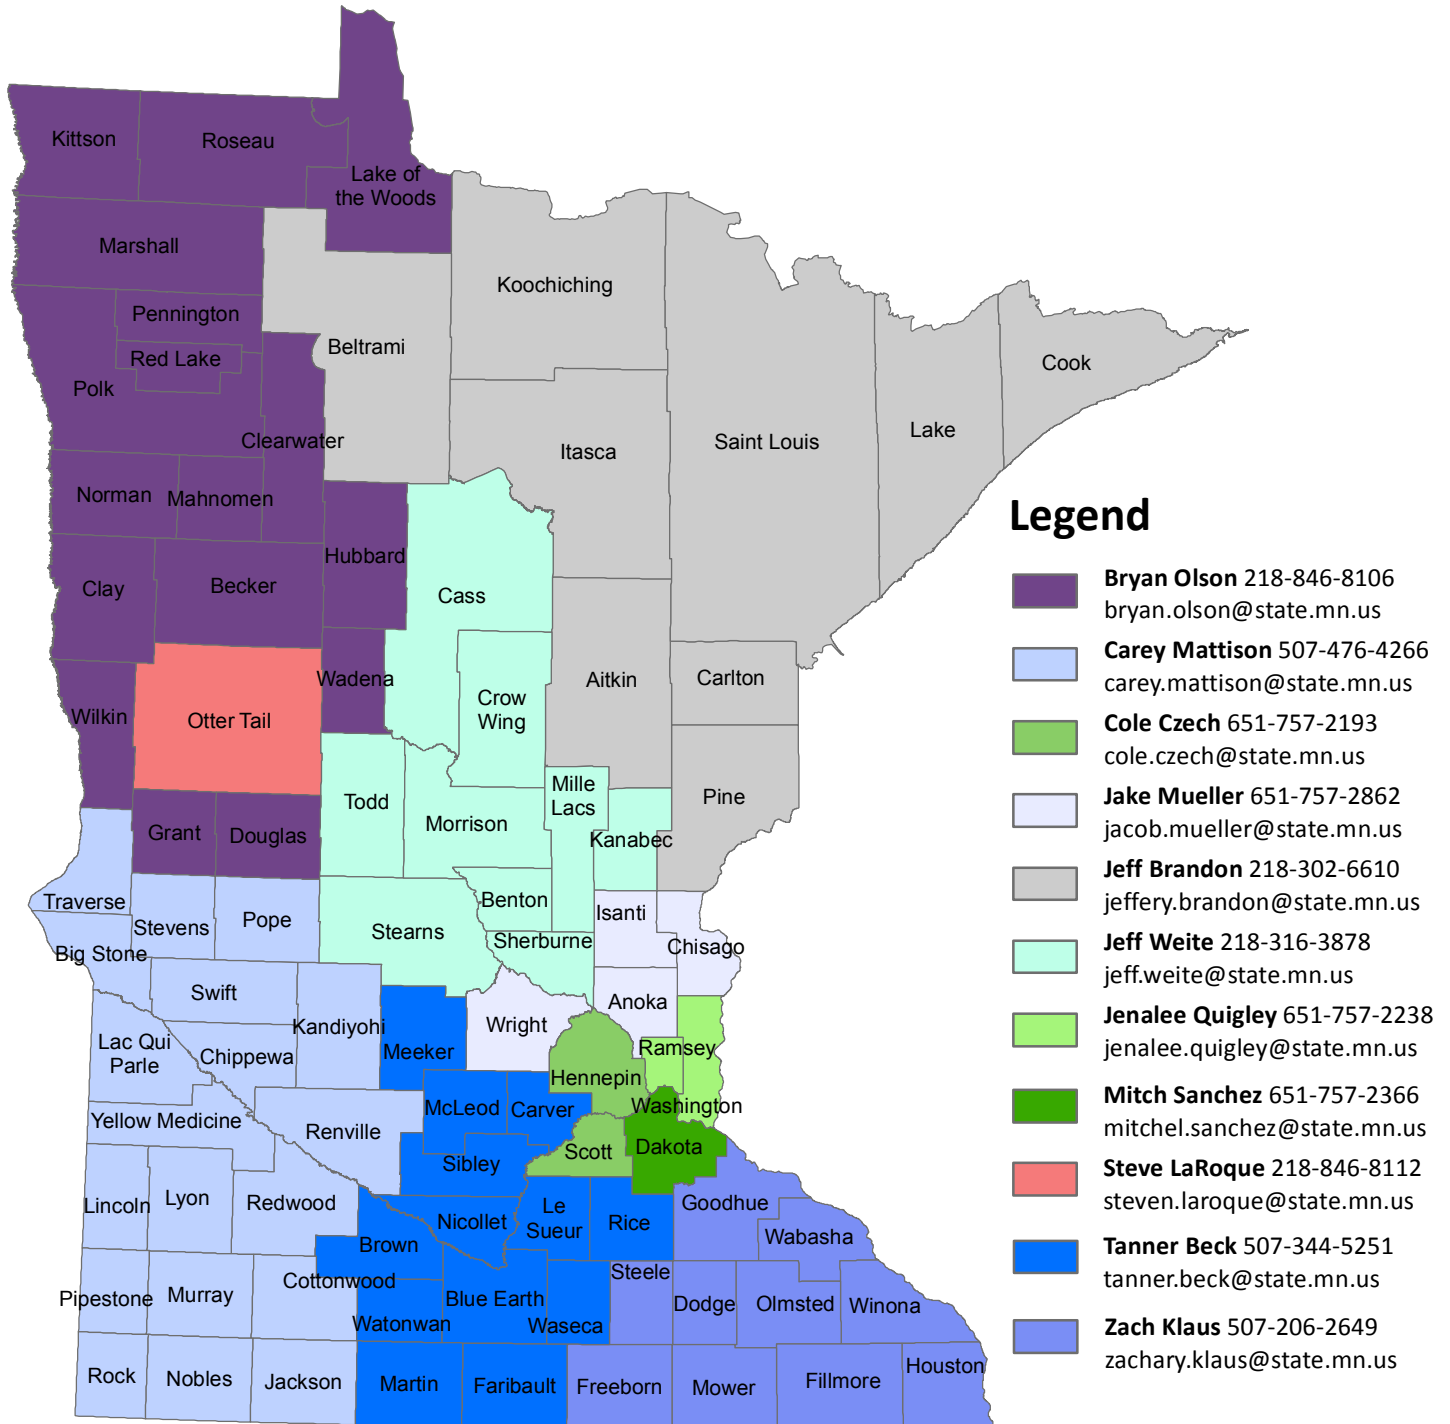 Kittson
Roseau
Lake of
the Woods
Marshall
Koochiching
Pennington
Beltrami
Red Lake
Cook
Polk
Lake
Clearwater
Saint Louis
Itasca
Norman
Mahnomen
Hubbard
Becker
Clay
Cass
Wadena
Aitkin
Carlton
Crow
Wing
Wilkin
Otter Tail
Mille
Lacs
Pine
Todd
Morrison
Grant
Douglas
Kanabec
Traverse
Benton
Isanti
Pope
Stevens
Stearns
Sherburne
Chisago
Big Stone
Swift
Anoka
Wright
Kandiyohi
Lac Qui
Parle
Meeker
Ramsey
Chippewa
Hennepin
Washington
McLeod
Carver
Yellow Medicine
Renville
Dakota
Scott
Sibley
Lyon
Lincoln
Redwood
Goodhue
Le
Sueur
Nicollet
Rice
Wabasha
Brown
Steele
Cottonwood
Pipestone
Murray
Blue Earth
Dodge
Olmsted
Winona
Watonwan
Waseca
Rock
Nobles
Jackson
Martin
Faribault
Freeborn
Mower
Fillmore
Houston
Legend
Bryan Olson 218-846-8106
bryan.olson@state.mn.us
Carey Mattison 507-476-4266
carey.mattison@state.mn.us
Cole Czech 651-757-2193
cole.czech@state.mn.us
Jake Mueller 651-757-2862
jacob.mueller@state.mn.us
Jeff Brandon 218-302-6610
jeffery.brandon@state.mn.us
Jeff Weite 218-316-3878
jeff.weite@state.mn.us
Jenalee Quigley 651-757-2238
jenalee.quigley@state.mn.us
Mitch Sanchez 651-757-2366
mitchel.sanchez@state.mn.us
Steve LaRoque 218-846-8112
steven.laroque@state.mn.us
Tanner Beck 507-344-5251
tanner.beck@state.mn.us
Zach Klaus 507-206-2649
zachary.klaus@state.mn.us